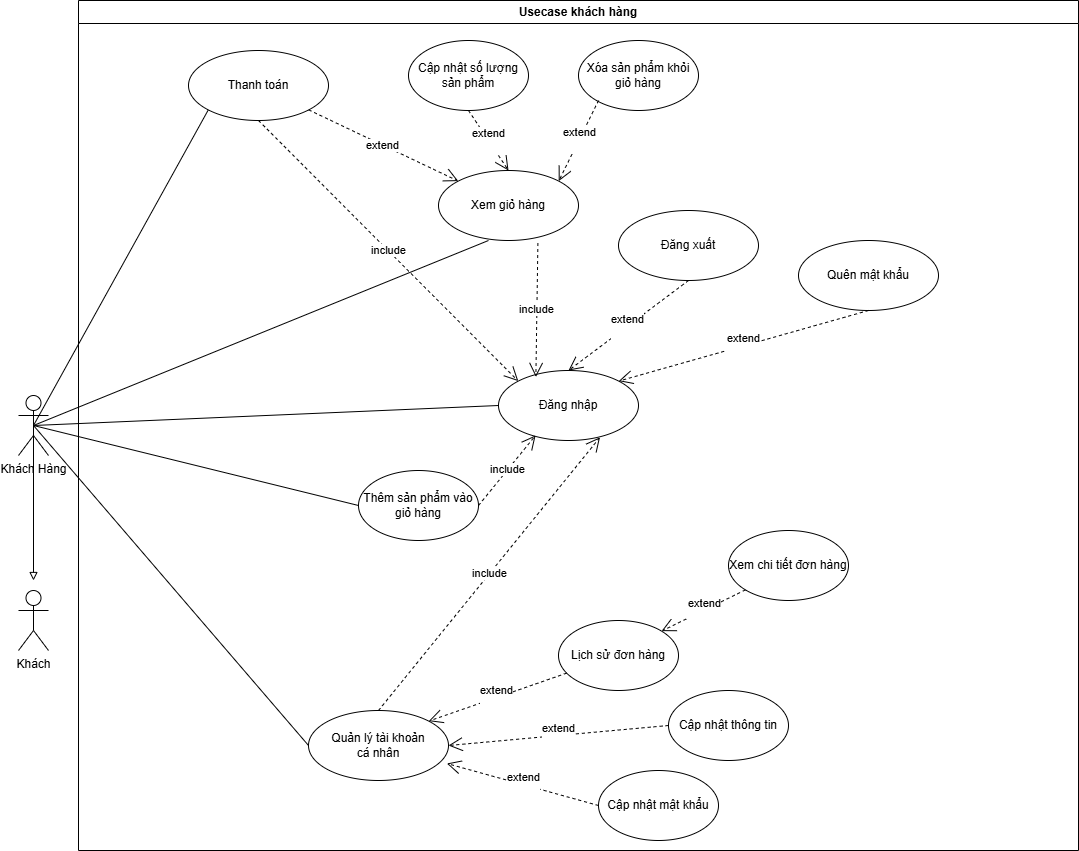 Usecase khách hàng
Thanh toán
Cập nhật số lượng
sản phẩm
Xóa sản phẩm khỏi
giỏ hàng
extend
extend
extend
Xem giỏ hàng
include
Đăng xuất
Quên mật khẩu
include
extend
extend
Đăng nhập
Khách Hàng
include
Thêm sản phẩm vào
giỏ hàng
include
Xem chi tiết đơn hàng
extend
Khách
Lịch sử đơn hàng
extend
Cập nhật thông tin
extend
Quản lý tài khoản
cá nhân
extend
Cập nhật mật khẩu